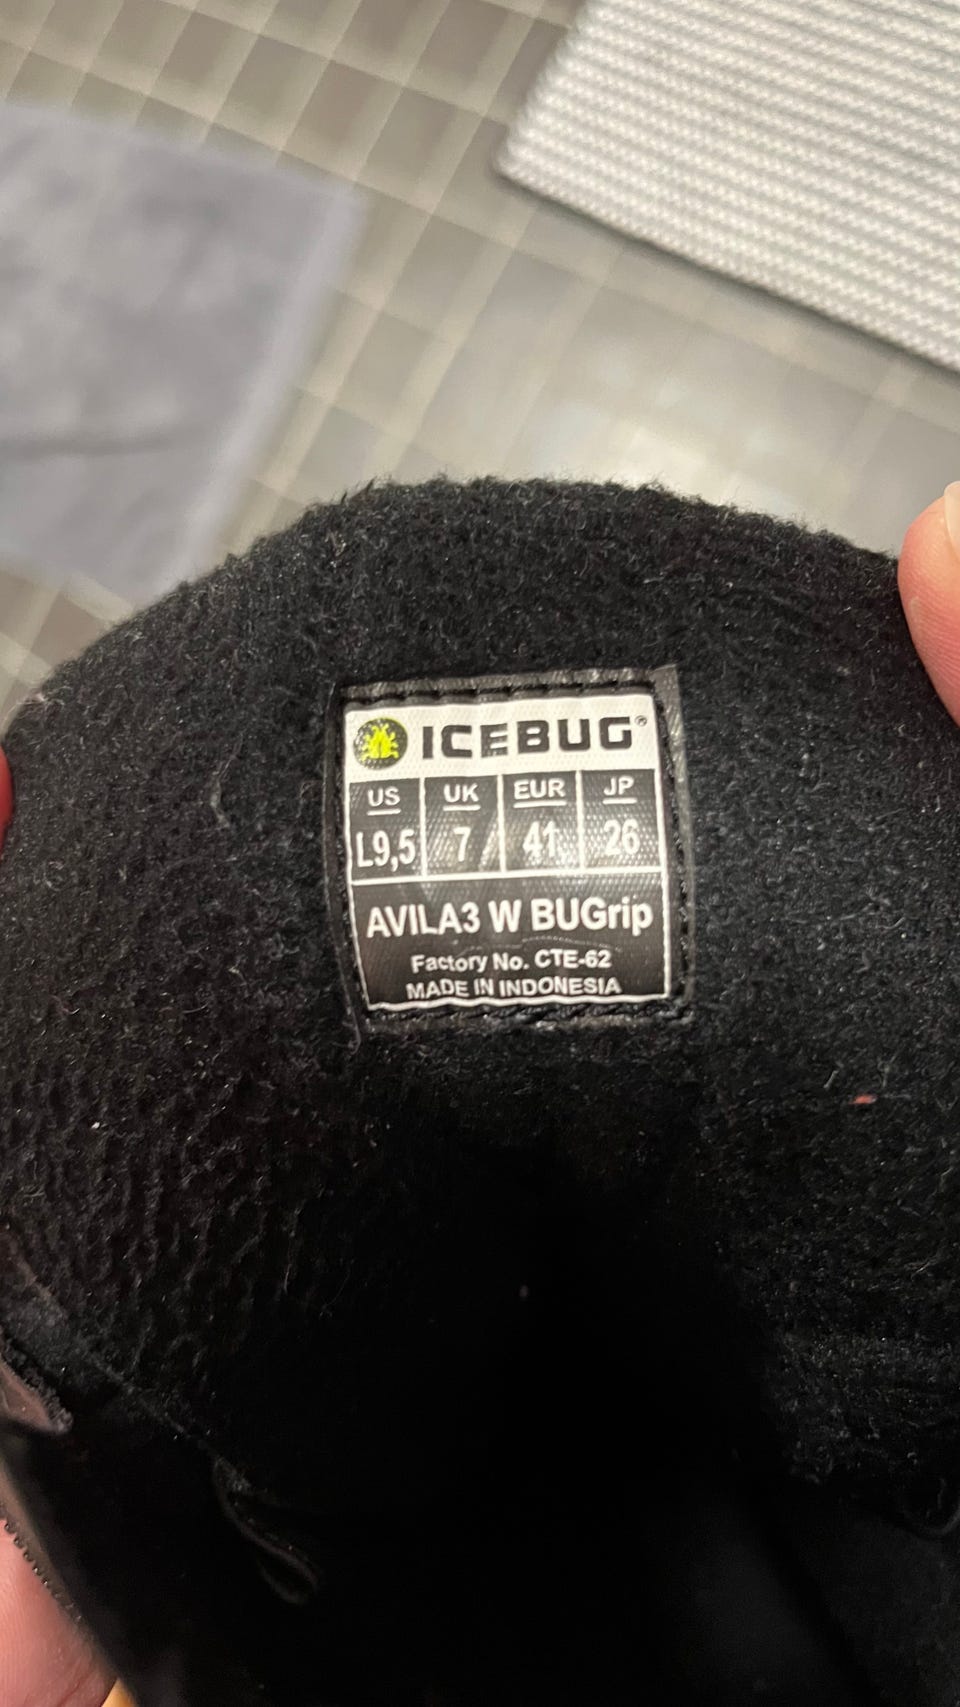 ICEBUG®
US UK EUR JP
L9,5 7 41 26
AVILA3 W BUGrip
Factory No. CTE-62
MADE IN INDONESIA